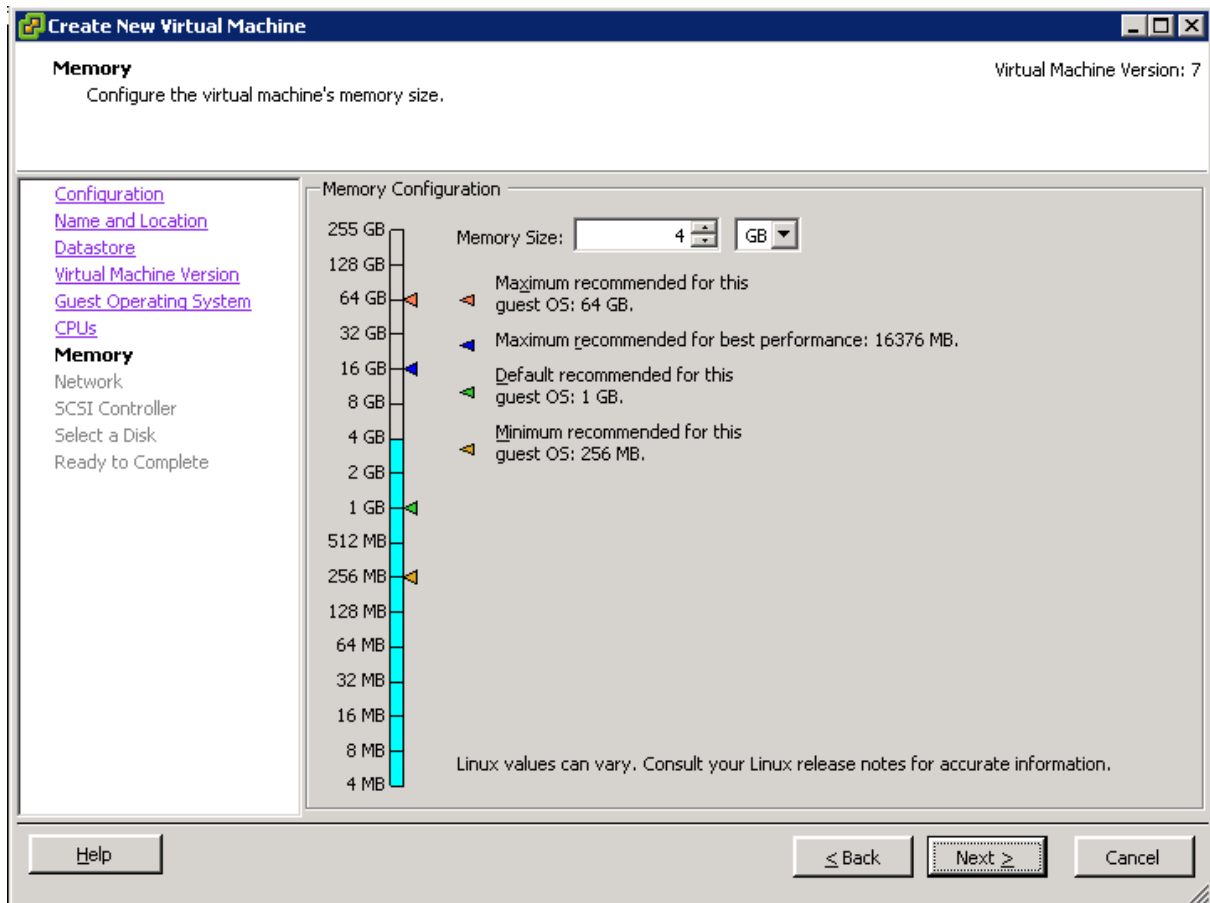 Create New Virtual Machine
Memory
Virtual Machine Version: 7
Configure the virtual machine's memory size.
Configuration
Name and Location
Datastore
Virtual Machine Version
Guest Operating System
CPUs
Memory
Network
SCSI Controller
Select a Disk
Ready to Complete
Memory Configuration
255 GB
128 GB
64 GB
32 GB
16 GB
8 GB
4 GB
2 GB
1 GB
512 MB
256 MB
128 MB
64 MB
32 MB
16 MB
8 MB
4 MB
Memory Size: 4 GB
Maximum recommended for this
guest OS: 64 GB.
Maximum recommended for best performance: 16376 MB.
Default recommended for this
guest OS: 1 GB.
Minimum recommended for this
guest OS: 256 MB.
Linux values can vary. Consult your Linux release notes for accurate information.
Help
< Back
Next >
Cancel